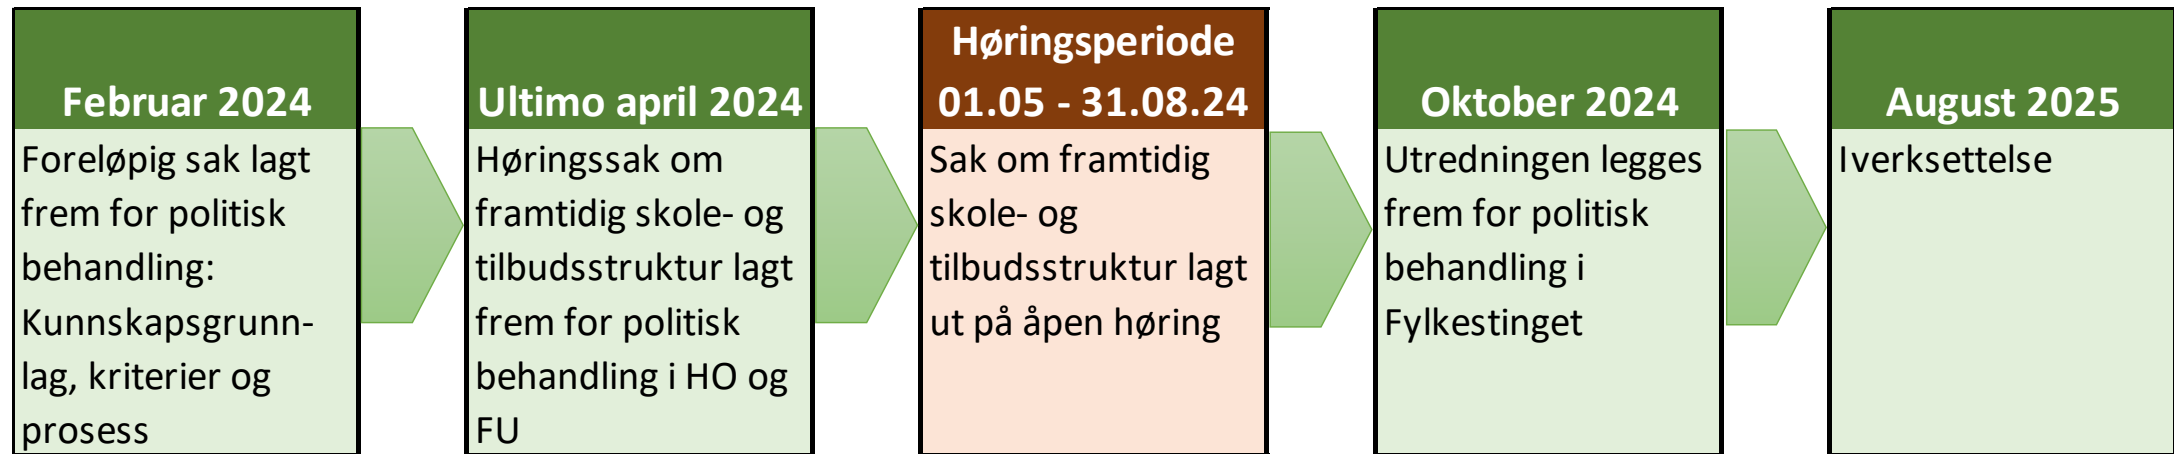 Februar 2024
Foreløpig sak lagt
frem for politisk
behandling:
Kunnskapsgrunn-
lag, kriterier og
prosess
Ultimo april 2024
Høringssak om
framtidig skole- og
tilbudsstruktur lagt
frem for politisk
behandling i HO og
FU
Høringsperiode
01.05 - 31.08.24
Sak om framtidig
skole- og
tilbudsstruktur lagt
ut på åpen høring
Oktober 2024
Utredningen legges
frem for politisk
behandling i
Fylkestinget
August 2025
Iverksettelse